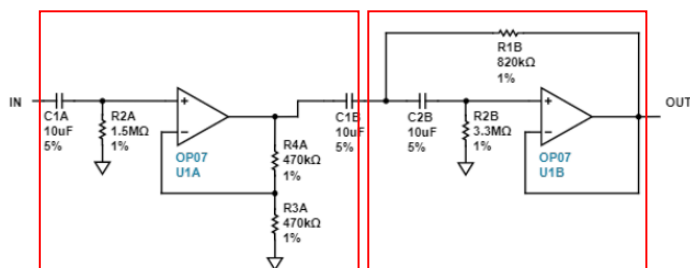 IN
C1A
10uF
5%
R2A
1.5MΩ
1%
+
−
OP07
U1A
R4A
470kΩ
1%
R3A
470kΩ
1%
C1B
10uF
5%
R1B
820kΩ
1%
C2B
10uF
5%
R2B
3.3MΩ
1%
+
−
OP07
U1B
OUT